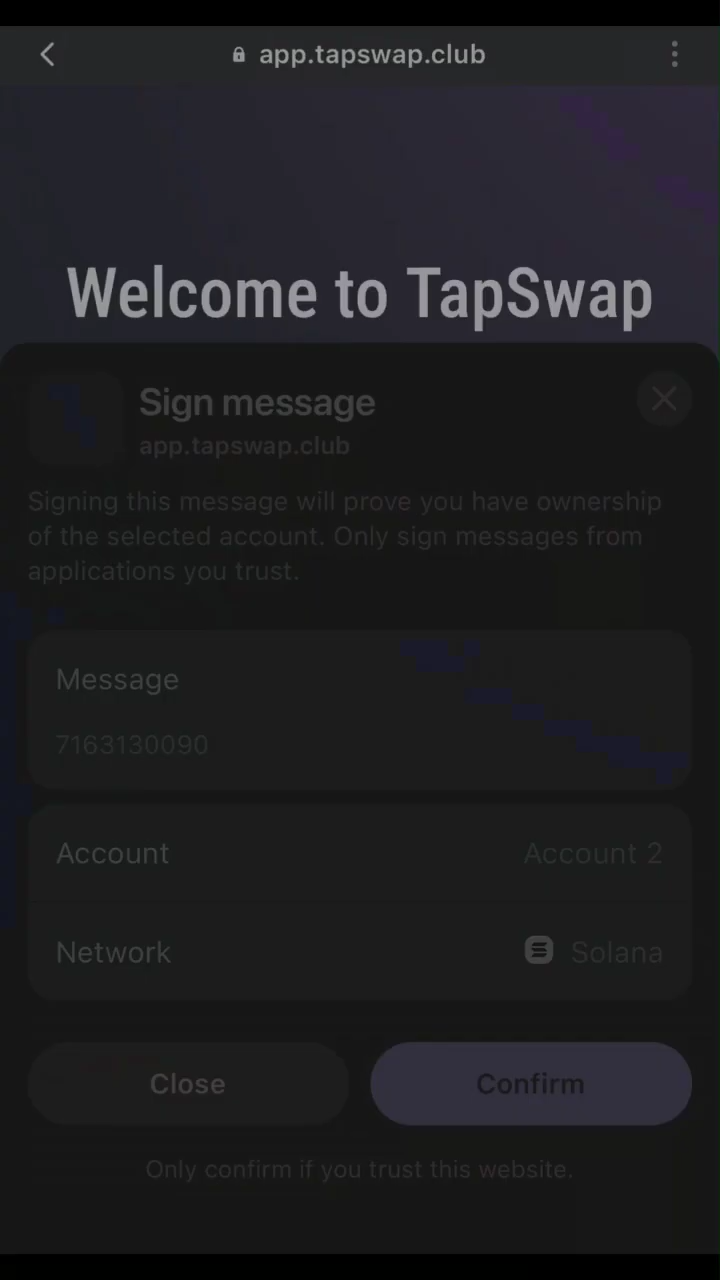 app.tapswap.club
Welcome to TapSwap
Sign message
app.tapswap.club
Signing this message will prove you have ownership
of the selected account. Only sign messages from
applications you trust.
Message
7163130090
Account
Account 2
Network
Solana
Close
Confirm
Only confirm if you trust this website.